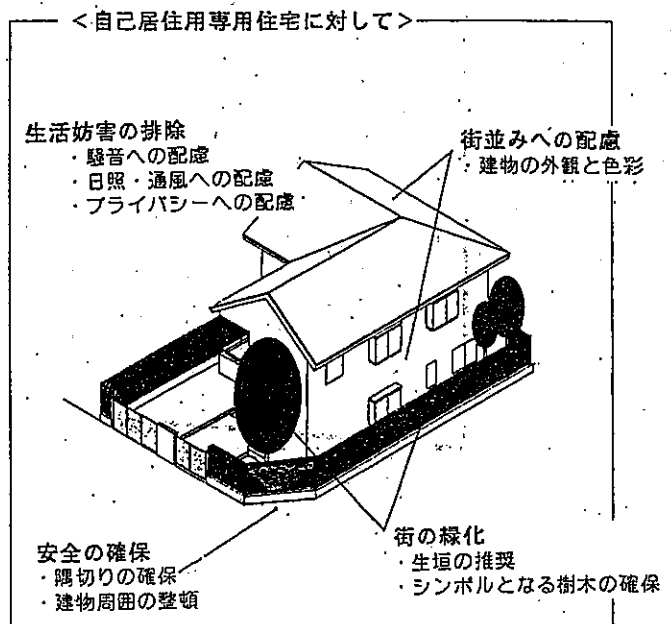 ＜自己居住用専用住宅に対して＞
生活妨害の排除
・騒音への配慮
・日照・通風への配慮
・プライバシーへの配慮
街並みへの配慮
・建物の外観と色彩
安全の確保
・隅切りの確保
・建物周囲の整頓
街の緑化
・生垣の推奨
・シンボルとなる樹木の確保